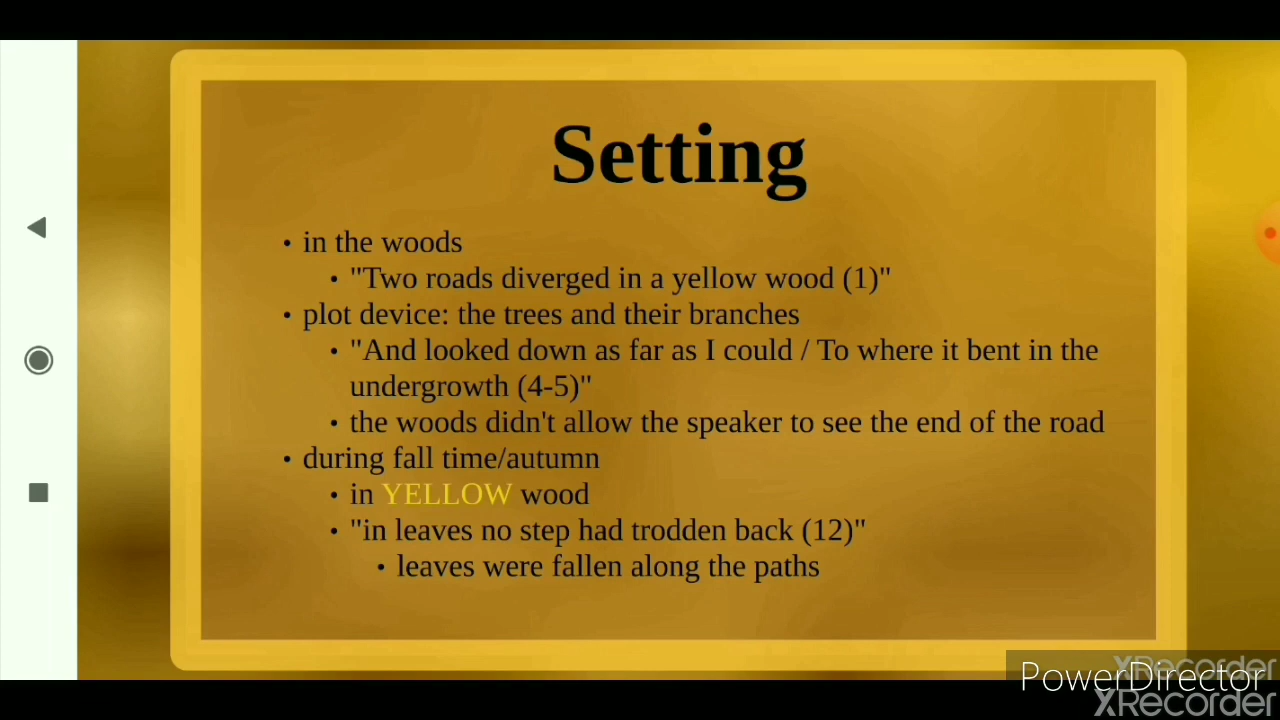 Setting
• in the woods
• "Two roads diverged in a yellow wood (1)"
• plot device: the trees and their branches
• "And looked down as far as I could / To where it bent in the
undergrowth (4-5)"
• the woods didn't allow the speaker to see the end of the road
• during fall time/autumn
• in YELLOW wood
• "in leaves no step had trodden back (12)"
• leaves were fallen along the paths
XRecorder
PowerDirector
XRecorder